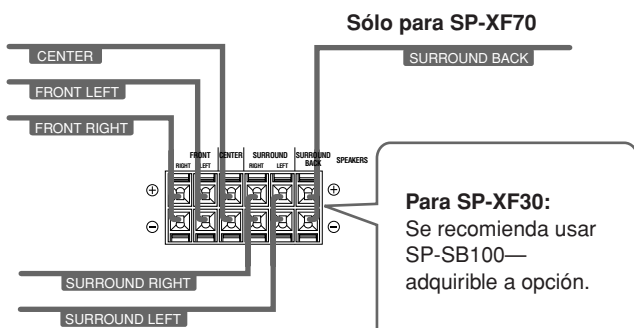 Sólo para SP-XF70
CENTER
SURROUND BACK
FRONT LEFT
FRONT RIGHT
FRONT CENTER SURROUND SURROUND BACK SPEAKERS
RIGHT LEFT RIGHT LEFT
+ +
– –
Para SP-XF30:
Se recomienda usar
SP-SB100—
adquirible a opción.
SURROUND RIGHT
SURROUND LEFT